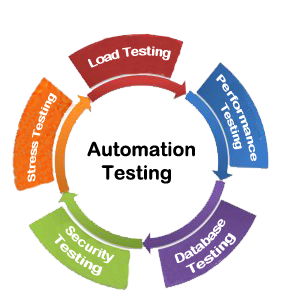 Load Testing
Performance
Testing
Database
Testing
Security
Testing
Stress Testing
Automation
Testing